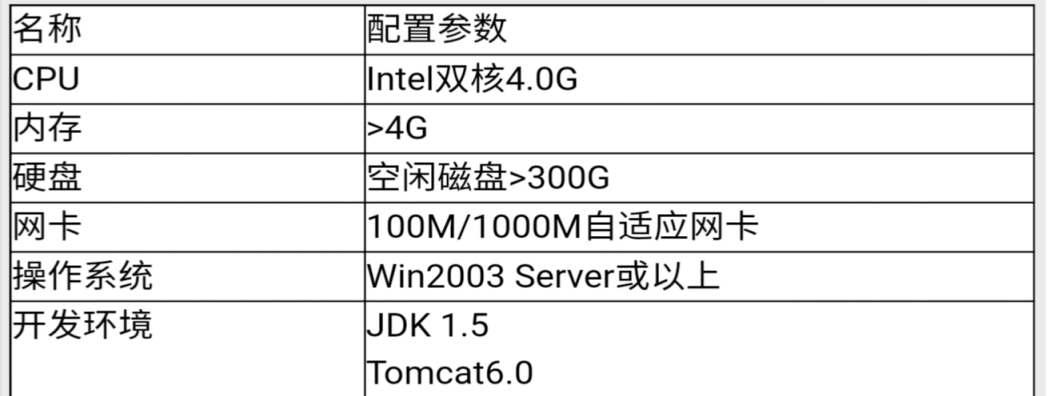 名称 配置参数
CPU Intel双核4.0G
内存 >4G
硬盘 空闲磁盘>300G
网卡 100M/1000M自适应网卡
操作系统 Win2003 Server或以上
开发环境 JDK 1.5
Tomcat6.0